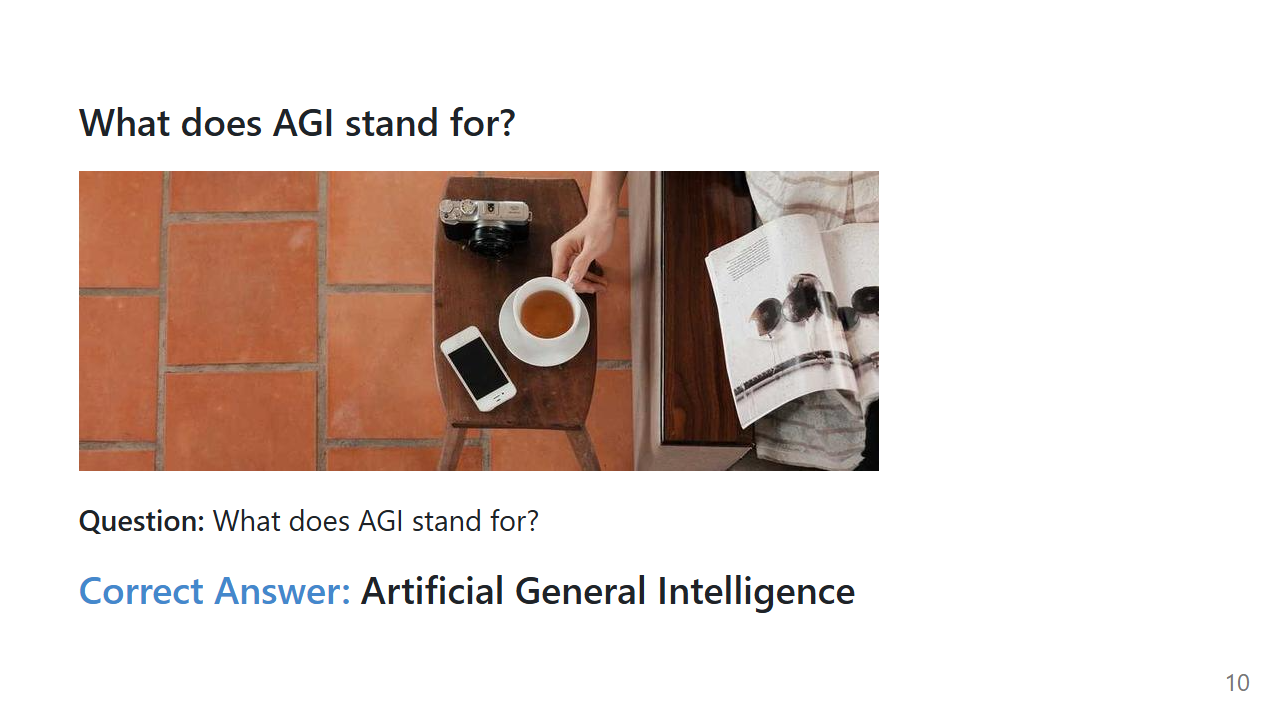 What does AGI stand for?
Question: What does AGI stand for?
Correct Answer: Artificial General Intelligence
10